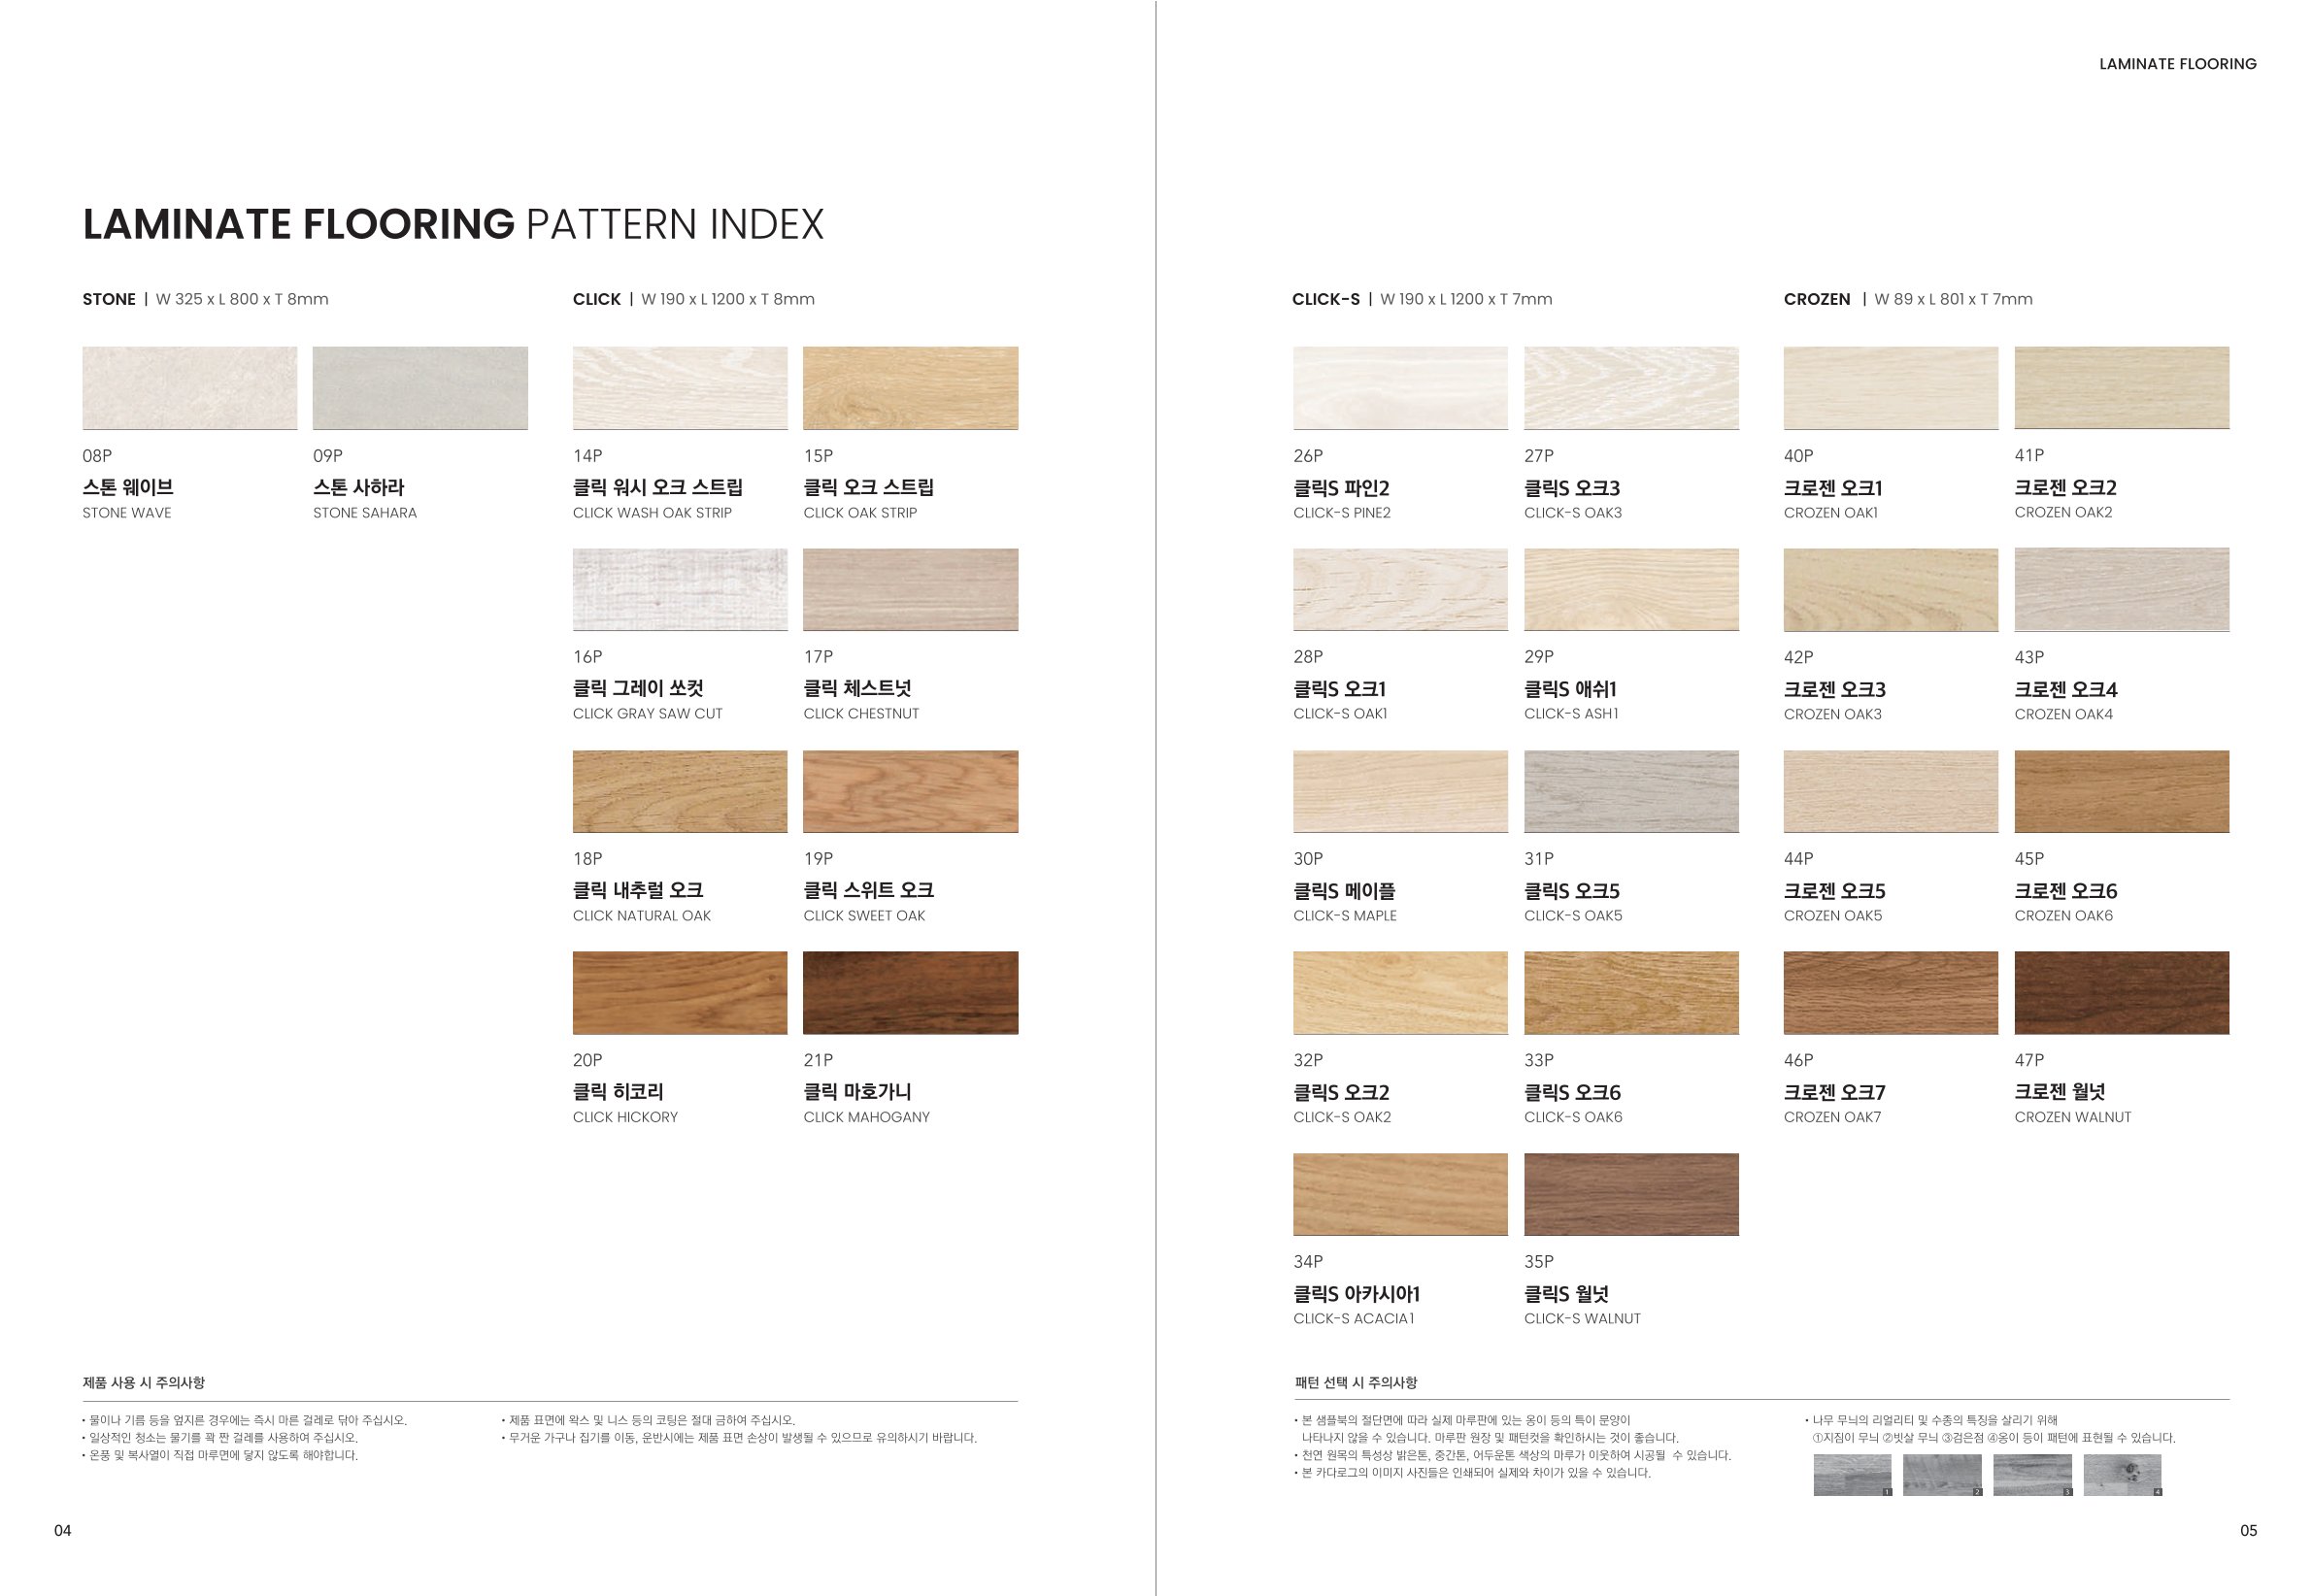 LAMINATE FLOORING
LAMINATE FLOORING PATTERN INDEX
STONE | W 325 x L 800 x T 8mm
08P
스톤 웨이브
STONE WAVE
09P
스톤 사하라
STONE SAHARA
CLICK | W 190 x L 1200 x T 8mm
14P
클릭 워시 오크 스트립
CLICK WASH OAK STRIP
15P
클릭 오크 스트립
CLICK OAK STRIP
16P
클릭 그레이 쏘컷
CLICK GRAY SAW CUT
17P
클릭 체스트넛
CLICK CHESTNUT
18P
클릭 내추럴 오크
CLICK NATURAL OAK
19P
클릭 스위트 오크
CLICK SWEET OAK
20P
클릭 히코리
CLICK HICKORY
21P
클릭 마호가니
CLICK MAHOGANY
제품 사용 시 주의사항
• 물이나 기름 등을 엎지른 경우에는 즉시 마른 걸레로 닦아 주십시오.
• 일상적인 청소는 물기를 꽉 짠 걸레를 사용하여 주십시오.
• 온풍 및 복사열이 직접 마루면에 닿지 않도록 해야합니다.
• 제품 표면에 왁스 및 니스 등의 코팅은 절대 금하여 주십시오.
• 무거운 가구나 집기를 이동, 운반시에는 제품 표면 손상이 발생될 수 있으므로 유의하시기 바랍니다.
04
CLICK-S | W 190 x L 1200 x T 7mm
26P
클릭S 파인2
CLICK-S PINE2
27P
클릭S 오크3
CLICK-S OAK3
28P
클릭S 오크1
CLICK-S OAK1
29P
클릭S 애쉬1
CLICK-S ASH1
30P
클릭S 메이플
CLICK-S MAPLE
31P
클릭S 오크5
CLICK-S OAK5
32P
클릭S 오크2
CLICK-S OAK2
33P
클릭S 오크6
CLICK-S OAK6
34P
클릭S 아카시아1
CLICK-S ACACIA1
35P
클릭S 월넛
CLICK-S WALNUT
CROZEN | W 89 x L 801 x T 7mm
40P
크로젠 오크1
CROZEN OAK1
41P
크로젠 오크2
CROZEN OAK2
42P
크로젠 오크3
CROZEN OAK3
43P
크로젠 오크4
CROZEN OAK4
44P
크로젠 오크5
CROZEN OAK5
45P
크로젠 오크6
CROZEN OAK6
46P
크로젠 오크7
CROZEN OAK7
47P
크로젠 월넛
CROZEN WALNUT
패턴 선택 시 주의사항
• 본 샘플북의 절단면에 따라 실제 마루판에 있는 옹이 등의 특이 문양이
나타나지 않을 수 있습니다. 마루판 원장 및 패턴컷을 확인하시는 것이 좋습니다.
• 천연 원목의 특성상 밝은톤, 중간톤, 어두운톤 색상의 마루가 이웃하여 시공될 수 있습니다.
• 본 카다로그의 이미지 사진들은 인쇄되어 실제와 차이가 있을 수 있습니다.
• 나무 무늬의 리얼리티 및 수종의 특징을 살리기 위해
①지짐이 무늬 ②빗살 무늬 ③검은점 ④옹이 등이 패턴에 표현될 수 있습니다.
1
2
3
4
05